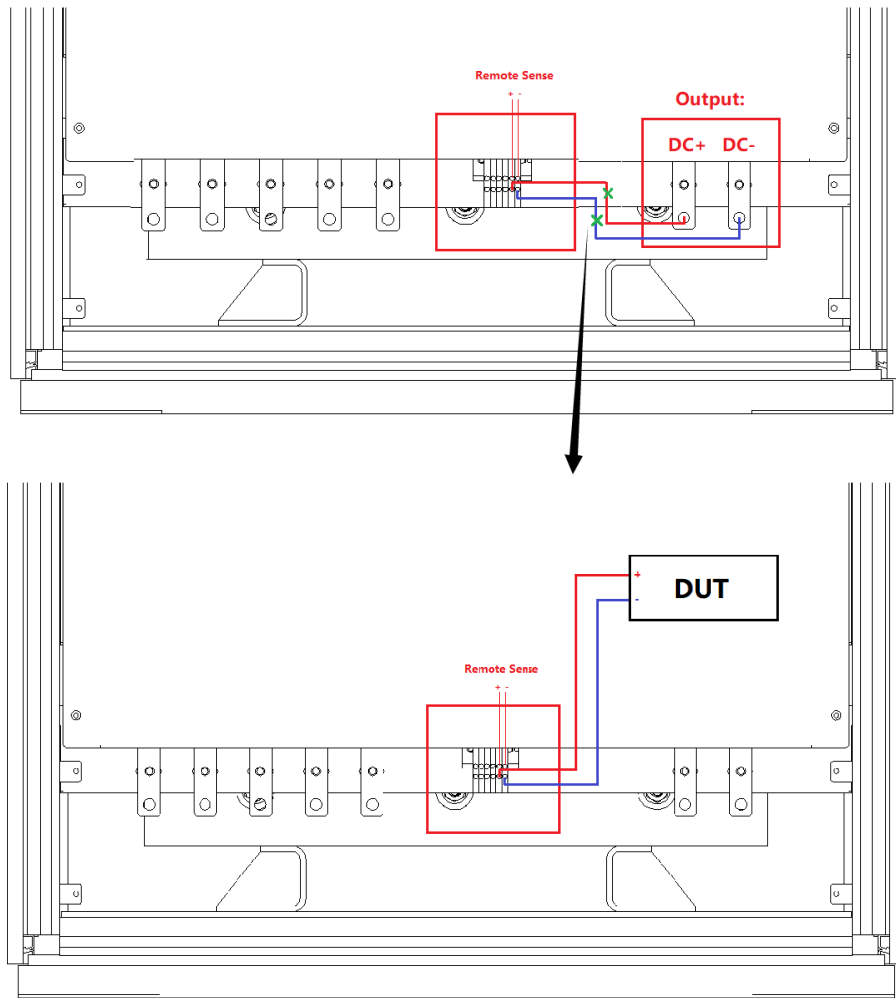 Remote Sense
+ -
Output:
DC+ DC-
+
DUT
-
Remote Sense
+ -